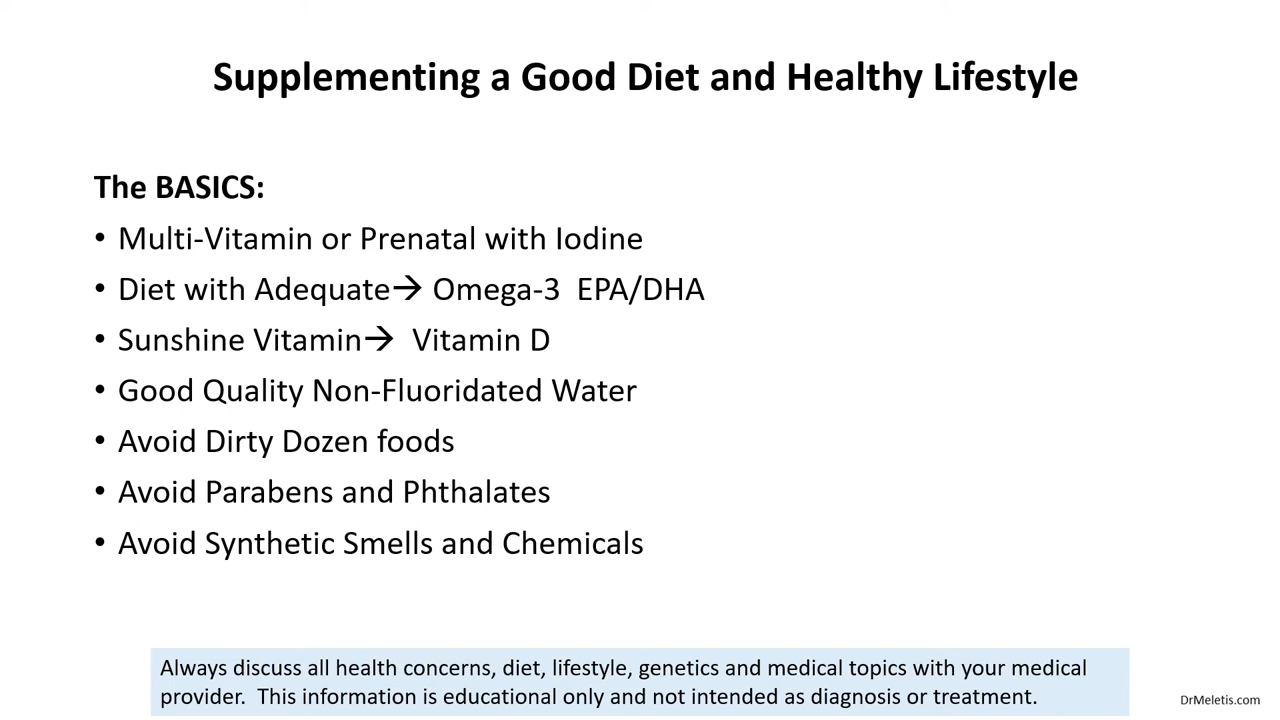 Supplementing a Good Diet and Healthy Lifestyle
The BASICS:
• Multi-Vitamin or Prenatal with Iodine
• Diet with Adequate→ Omega-3  EPA/DHA
• Sunshine Vitamin→  Vitamin D
• Good Quality Non-Fluoridated Water
• Avoid Dirty Dozen foods
• Avoid Parabens and Phthalates
• Avoid Synthetic Smells and Chemicals
Always discuss all health concerns, diet, lifestyle, genetics and medical topics with your medical
provider.  This information is educational only and not intended as diagnosis or treatment.
DrMeletis.com